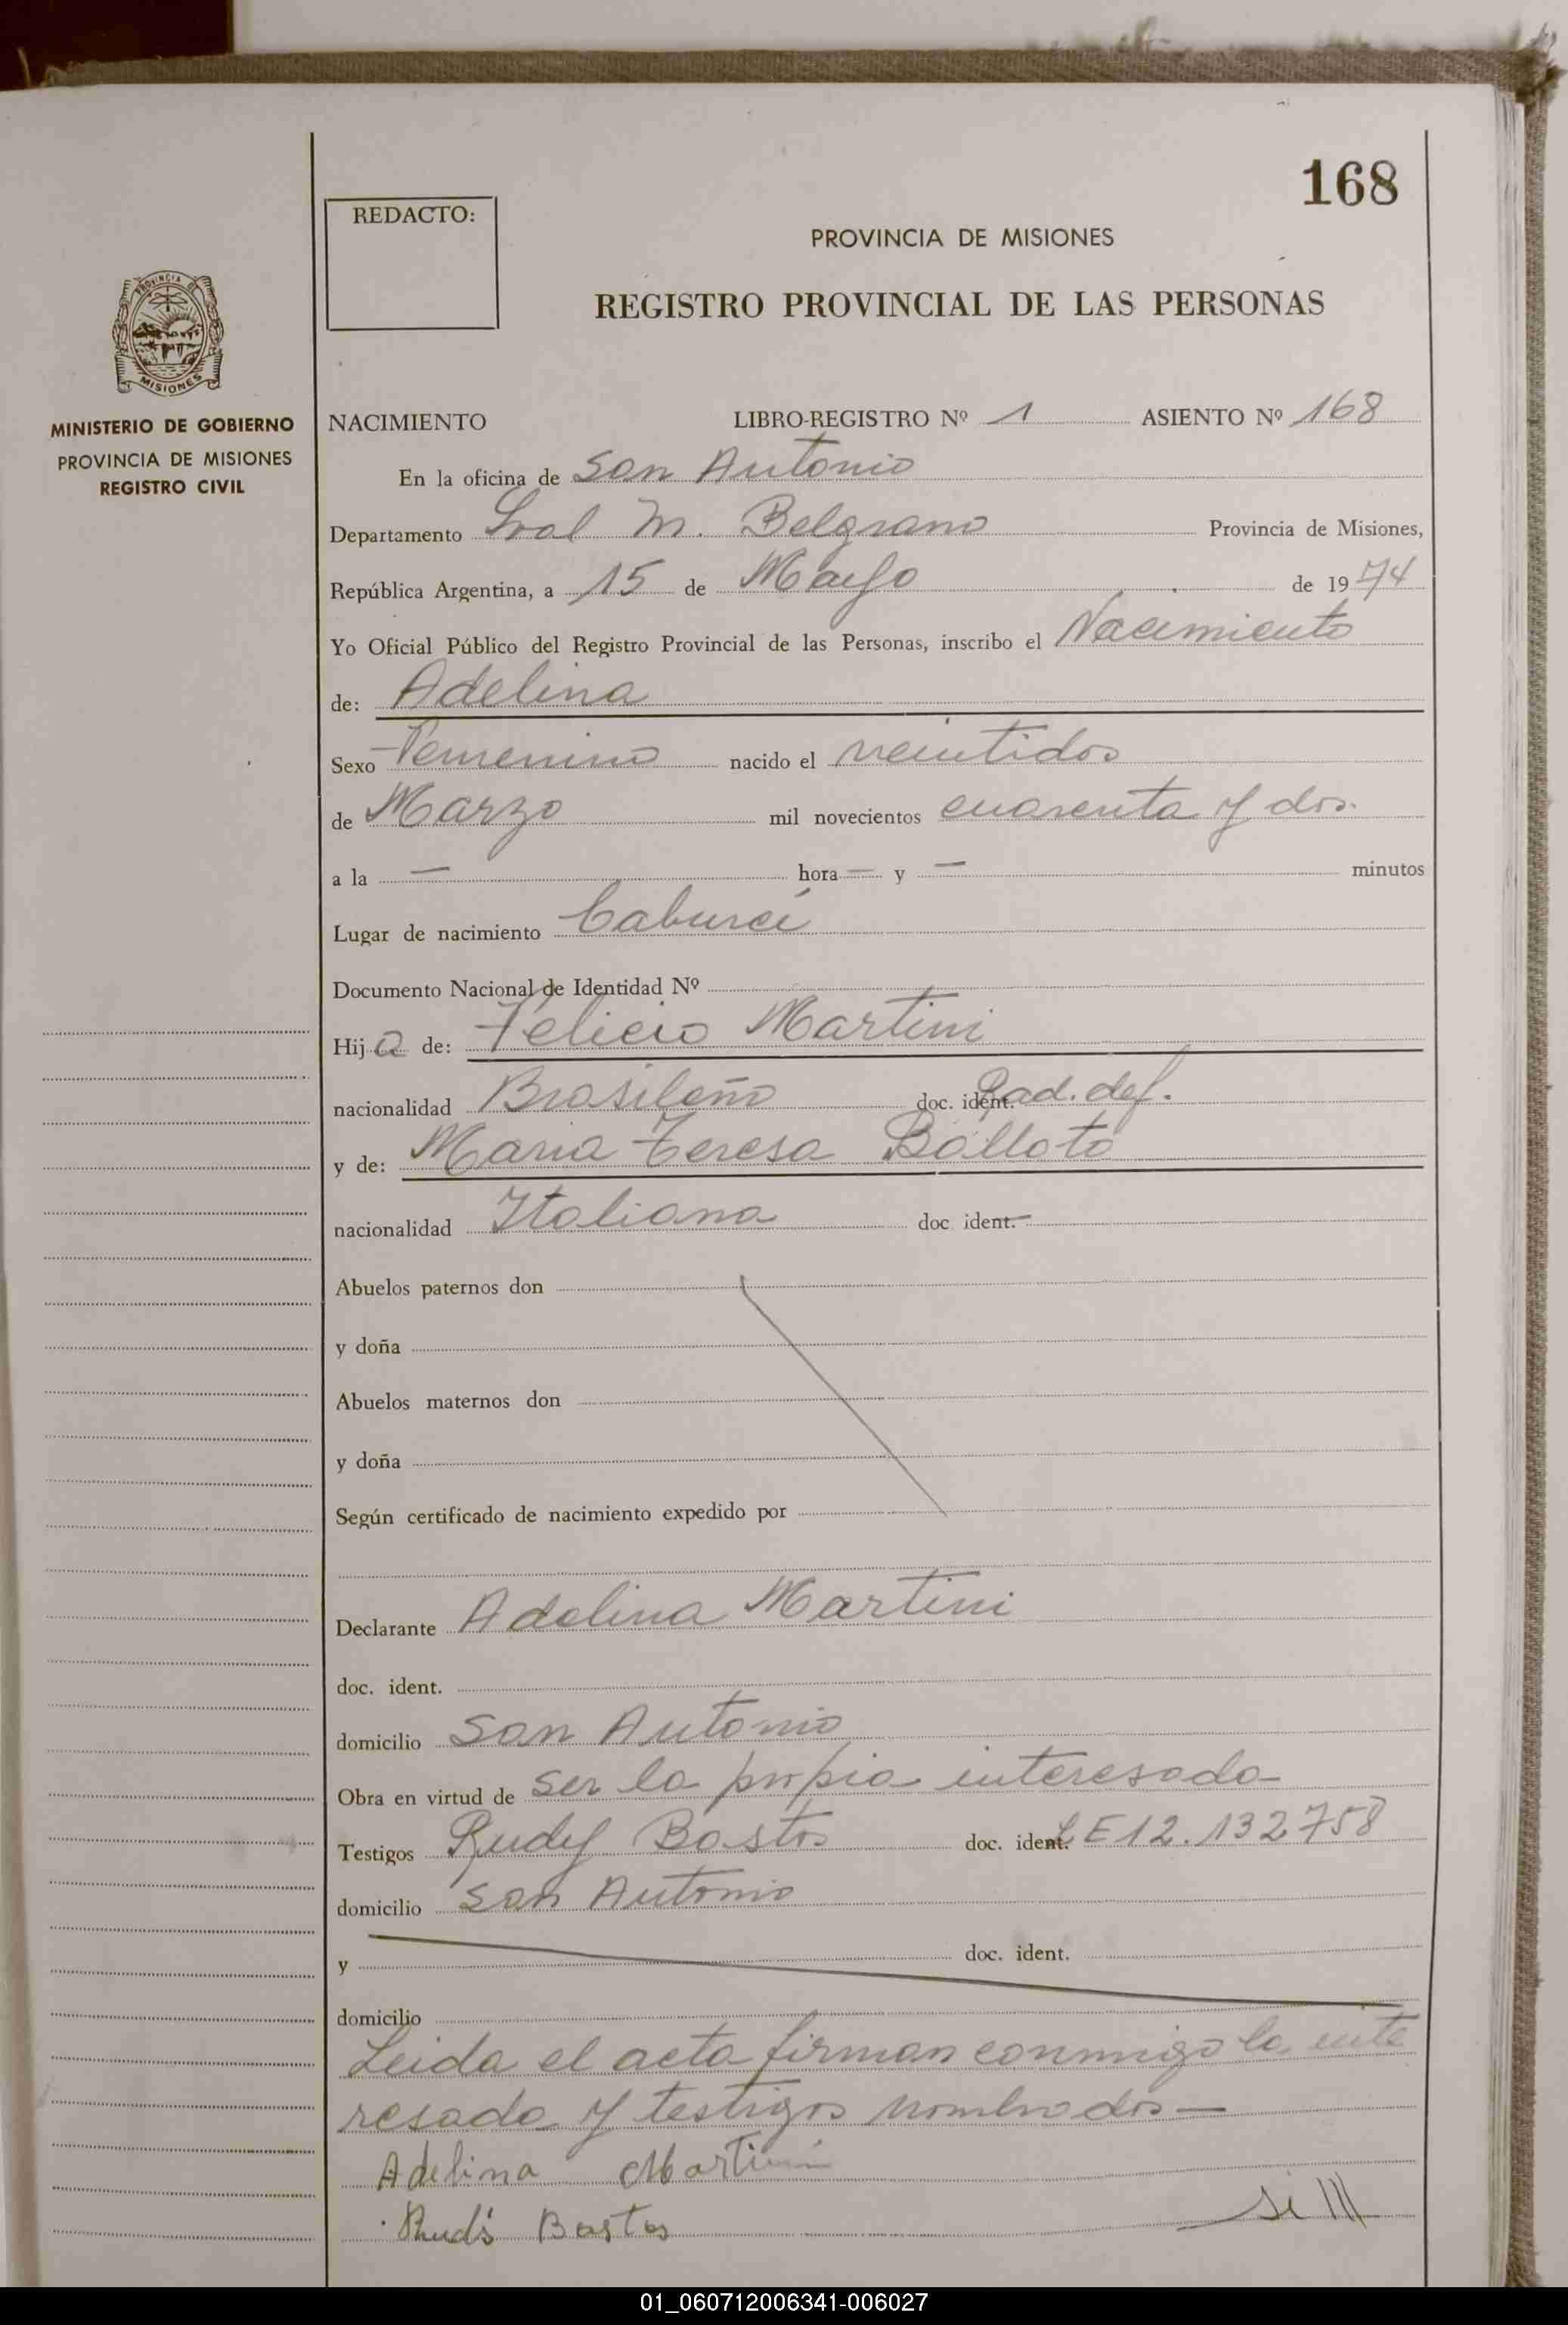 168
REDACTO:
PROVINCIA DE MISIONES
REGISTRO PROVINCIAL DE LAS PERSONAS
PROVINCIA DE
MISIONES
MINISTERIO DE GOBIERNO
PROVINCIA DE MISIONES
REGISTRO CIVIL
NACIMIENTO LIBRO-REGISTRO Nº 1 ASIENTO Nº 168
En la oficina de San Antonio
Departamento Gral M. Belgrano Provincia de Misiones,
República Argentina, a 15 de Mayo de 1974
Yo Oficial Público del Registro Provincial de las Personas, inscribo el Nacimiento
de: Adelina
Sexo Femenino nacido el veintidos
de Marzo mil novecientos cuarenta y dos.
a la — hora — y — minutos
Lugar de nacimiento Caburei
Documento Nacional de Identidad Nº
Hija de: Felicio Martini
nacionalidad Brasileño doc. ident. Rad. def.
y de: Maria Teresa Bolloto
nacionalidad Italiana doc ident. —
Abuelos paternos don
y doña
Abuelos maternos don
y doña
Según certificado de nacimiento expedido por
Declarante Adelina Martini
doc. ident.
domicilio San Antonio
Obra en virtud de ser la propia interesada
Testigos Rudy Bastos doc. ident. LE 12.132758
domicilio San Antonio
y doc. ident.
domicilio
Leida el acta firman conmigo la inte
resada y testigos nombrados —
Adelina Martini
Bastos
01_060712006341-006027